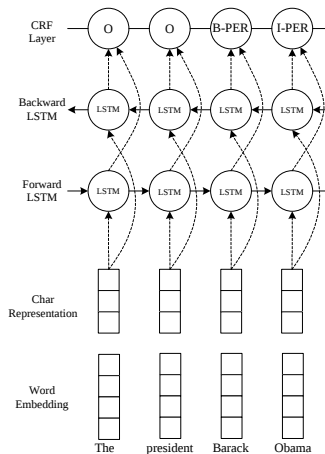 CRF
Layer
O O B-PER I-PER
Backward
LSTM
LSTM LSTM LSTM LSTM
Forward
LSTM
LSTM LSTM LSTM LSTM
Char
Representation
Word
Embedding
The president Barack Obama